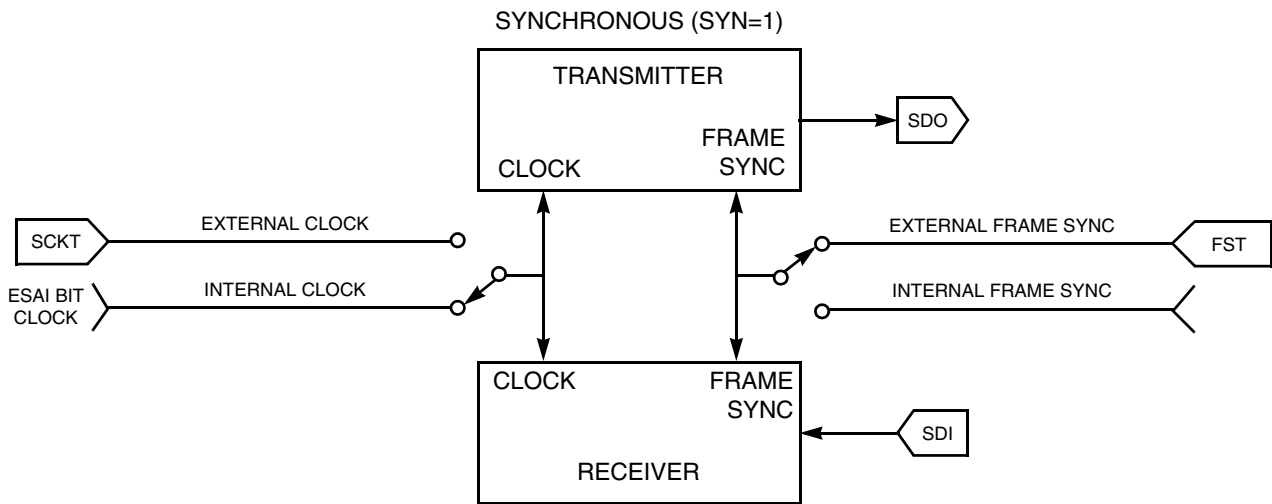 SYNCHRONOUS (SYN=1)
TRANSMITTER
SDO
FRAME
SYNC
CLOCK
EXTERNAL CLOCK
SCKT
EXTERNAL FRAME SYNC
FST
ESAI BIT
CLOCK
INTERNAL CLOCK
INTERNAL FRAME SYNC
CLOCK
FRAME
SYNC
SDI
RECEIVER